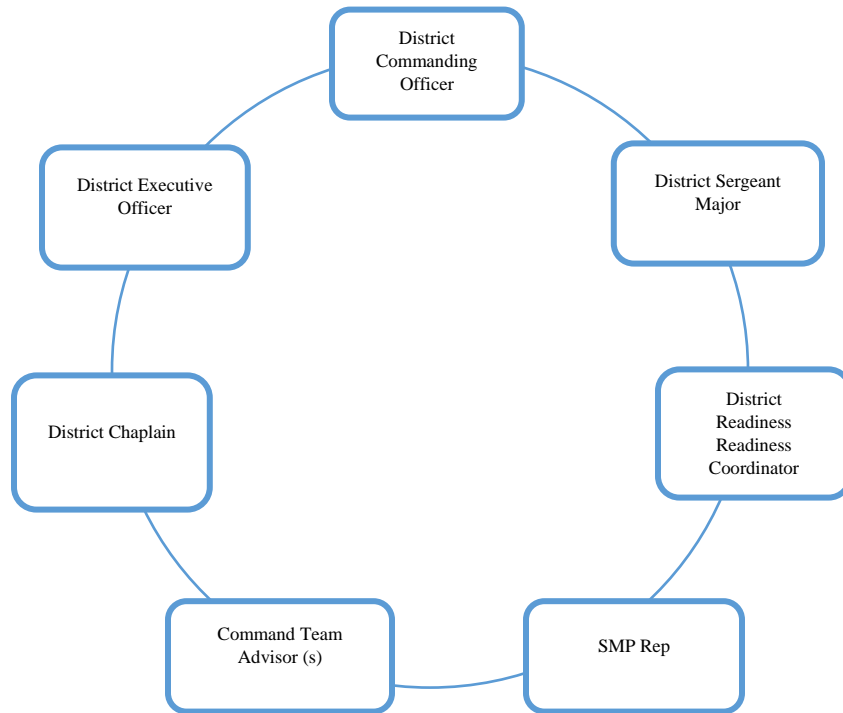 District
Commanding
Officer
District Executive
Officer
District Sergeant
Major
District Chaplain
District
Readiness
Readiness
Coordinator
Command Team
Advisor (s)
SMP Rep